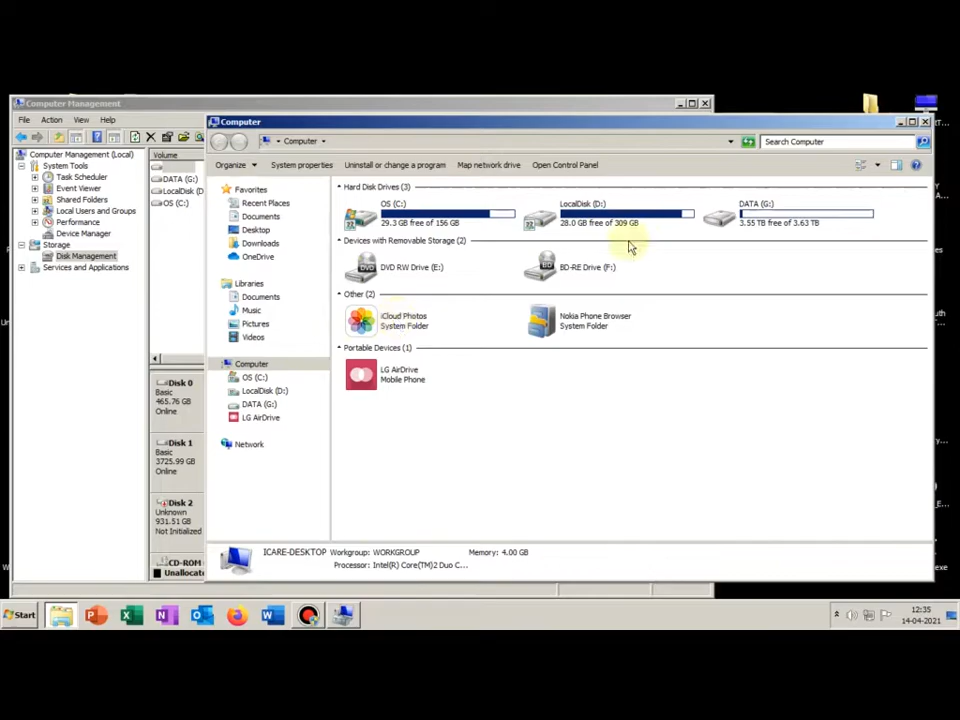 Computer Management
File Action View Help
Computer Management (Local)
System Tools
Task Scheduler
Event Viewer
Shared Folders
Local Users and Groups
Performance
Device Manager
Storage
Disk Management
Services and Applications
Volume
DATA (G:)
LocalDisk (D
OS (C:)
Disk 0
Basic
465.76 GB
Online
Disk 1
Basic
3725.99 GB
Online
Disk 2
Unknown
931.51 GB
Not Initialized
CD-ROM
Unallocate
Computer
Computer
Search Computer
Organize System properties Uninstall or change a program Map network drive Open Control Panel
Favorites
Recent Places
Documents
Desktop
Downloads
OneDrive
Libraries
Documents
Music
Pictures
Videos
Computer
OS (C:)
LocalDisk (D:)
DATA (G:)
LG AirDrive
Network
Hard Disk Drives (3)
OS (C:)
29.3 GB free of 156 GB
LocalDisk (D:)
28.0 GB free of 309 GB
DATA (G:)
3.55 TB free of 3.63 TB
Devices with Removable Storage (2)
DVD RW Drive (E:)
BD-RE Drive (F:)
Other (2)
iCloud Photos
System Folder
Nokia Phone Browser
System Folder
Portable Devices (1)
LG AirDrive
Mobile Phone
ICARE-DESKTOP Workgroup: WORKGROUP Memory: 4.00 GB
Processor: Intel(R) Core(TM)2 Duo C...
Start
12:35
14-04-2021